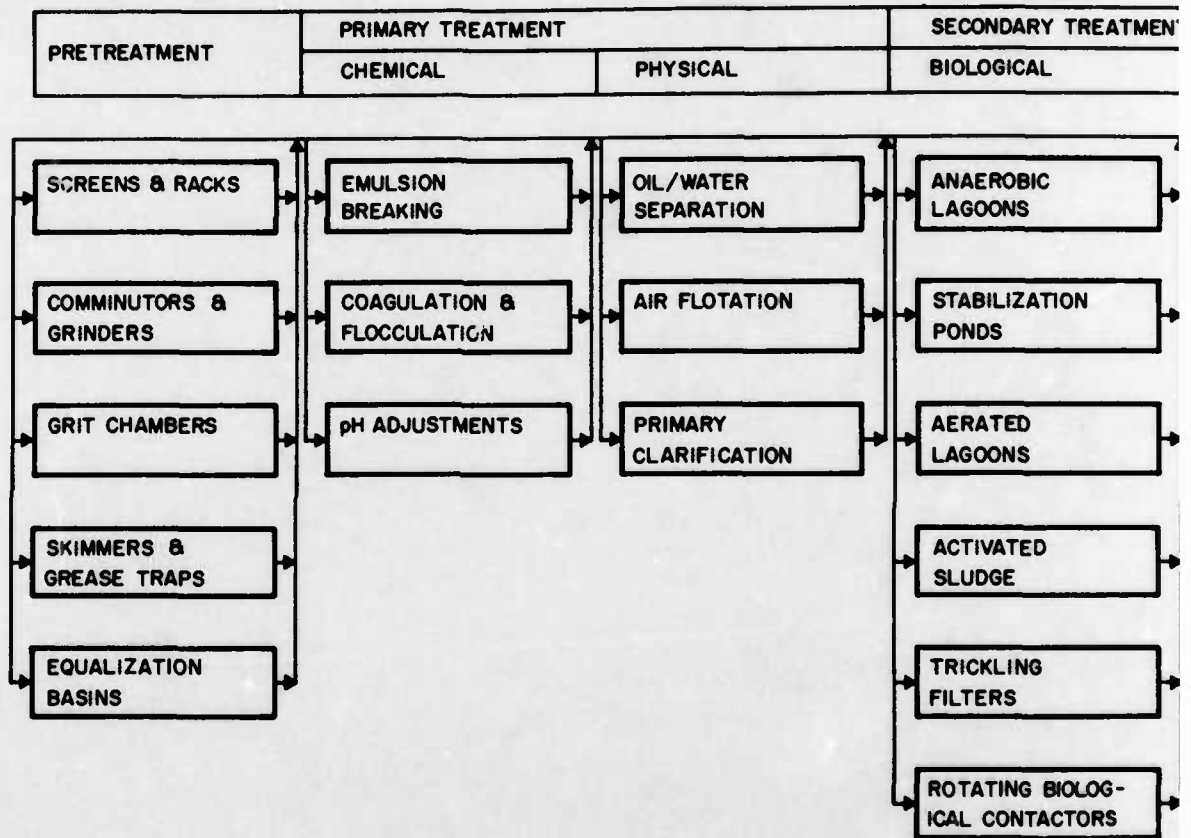 PRETREATMENT
PRIMARY TREATMENT
CHEMICAL
PHYSICAL
SECONDARY TREATMEN
BIOLOGICAL
SCREENS & RACKS
COMMINUTORS &
GRINDERS
GRIT CHAMBERS
SKIMMERS &
GREASE TRAPS
EQUALIZATION
BASINS
EMULSION
BREAKING
COAGULATION &
FLOCCULATION
pH ADJUSTMENTS
OIL/WATER
SEPARATION
AIR FLOTATION
PRIMARY
CLARIFICATION
ANAEROBIC
LAGOONS
STABILIZATION
PONDS
AERATED
LAGOONS
ACTIVATED
SLUDGE
TRICKLING
FILTERS
ROTATING BIOLOG-
ICAL CONTACTORS